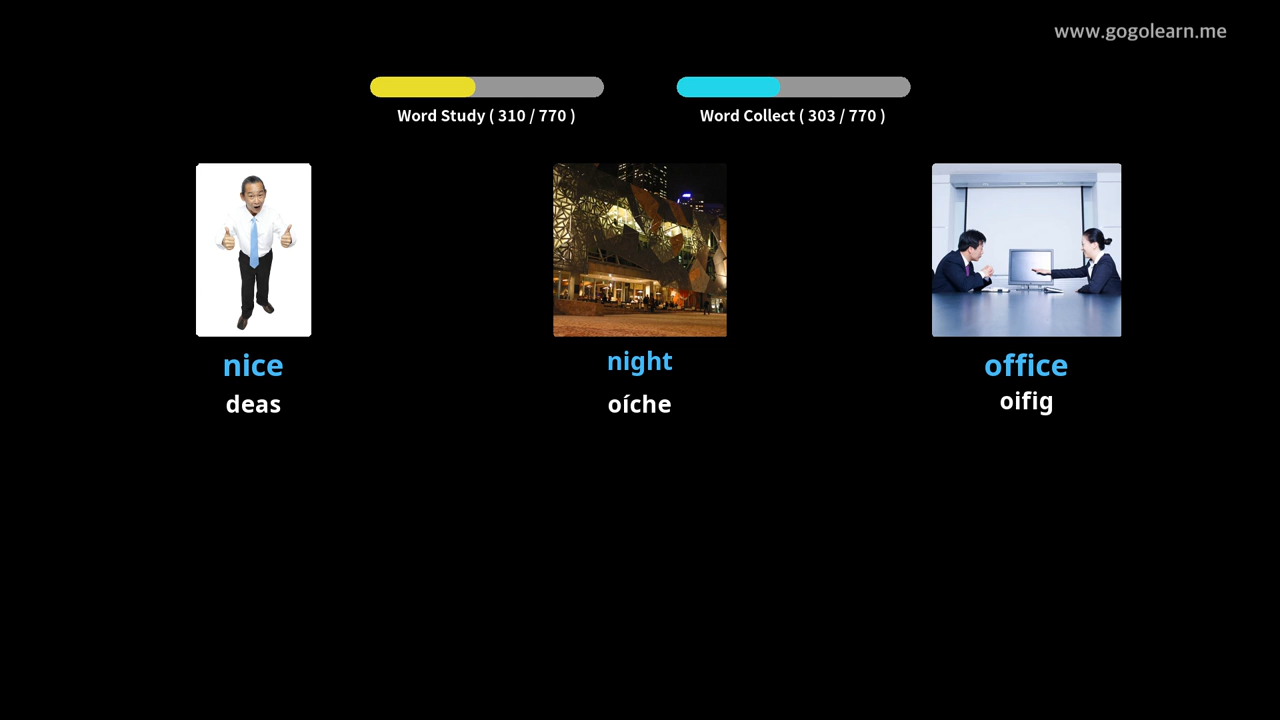 www.gogolearn.me
Word Study ( 310 / 770 )
Word Collect ( 303 / 770 )
nice
deas
night
oíche
office
oifig